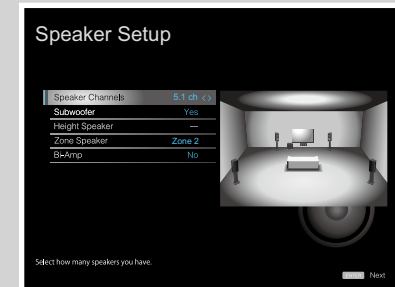 Speaker Setup
Speaker Channels 5.1 ch < >
Subwoofer Yes
Height Speaker ---
Zone Speaker Zone 2
Bi-Amp No
Select how many speakers you have.
ENTER Next